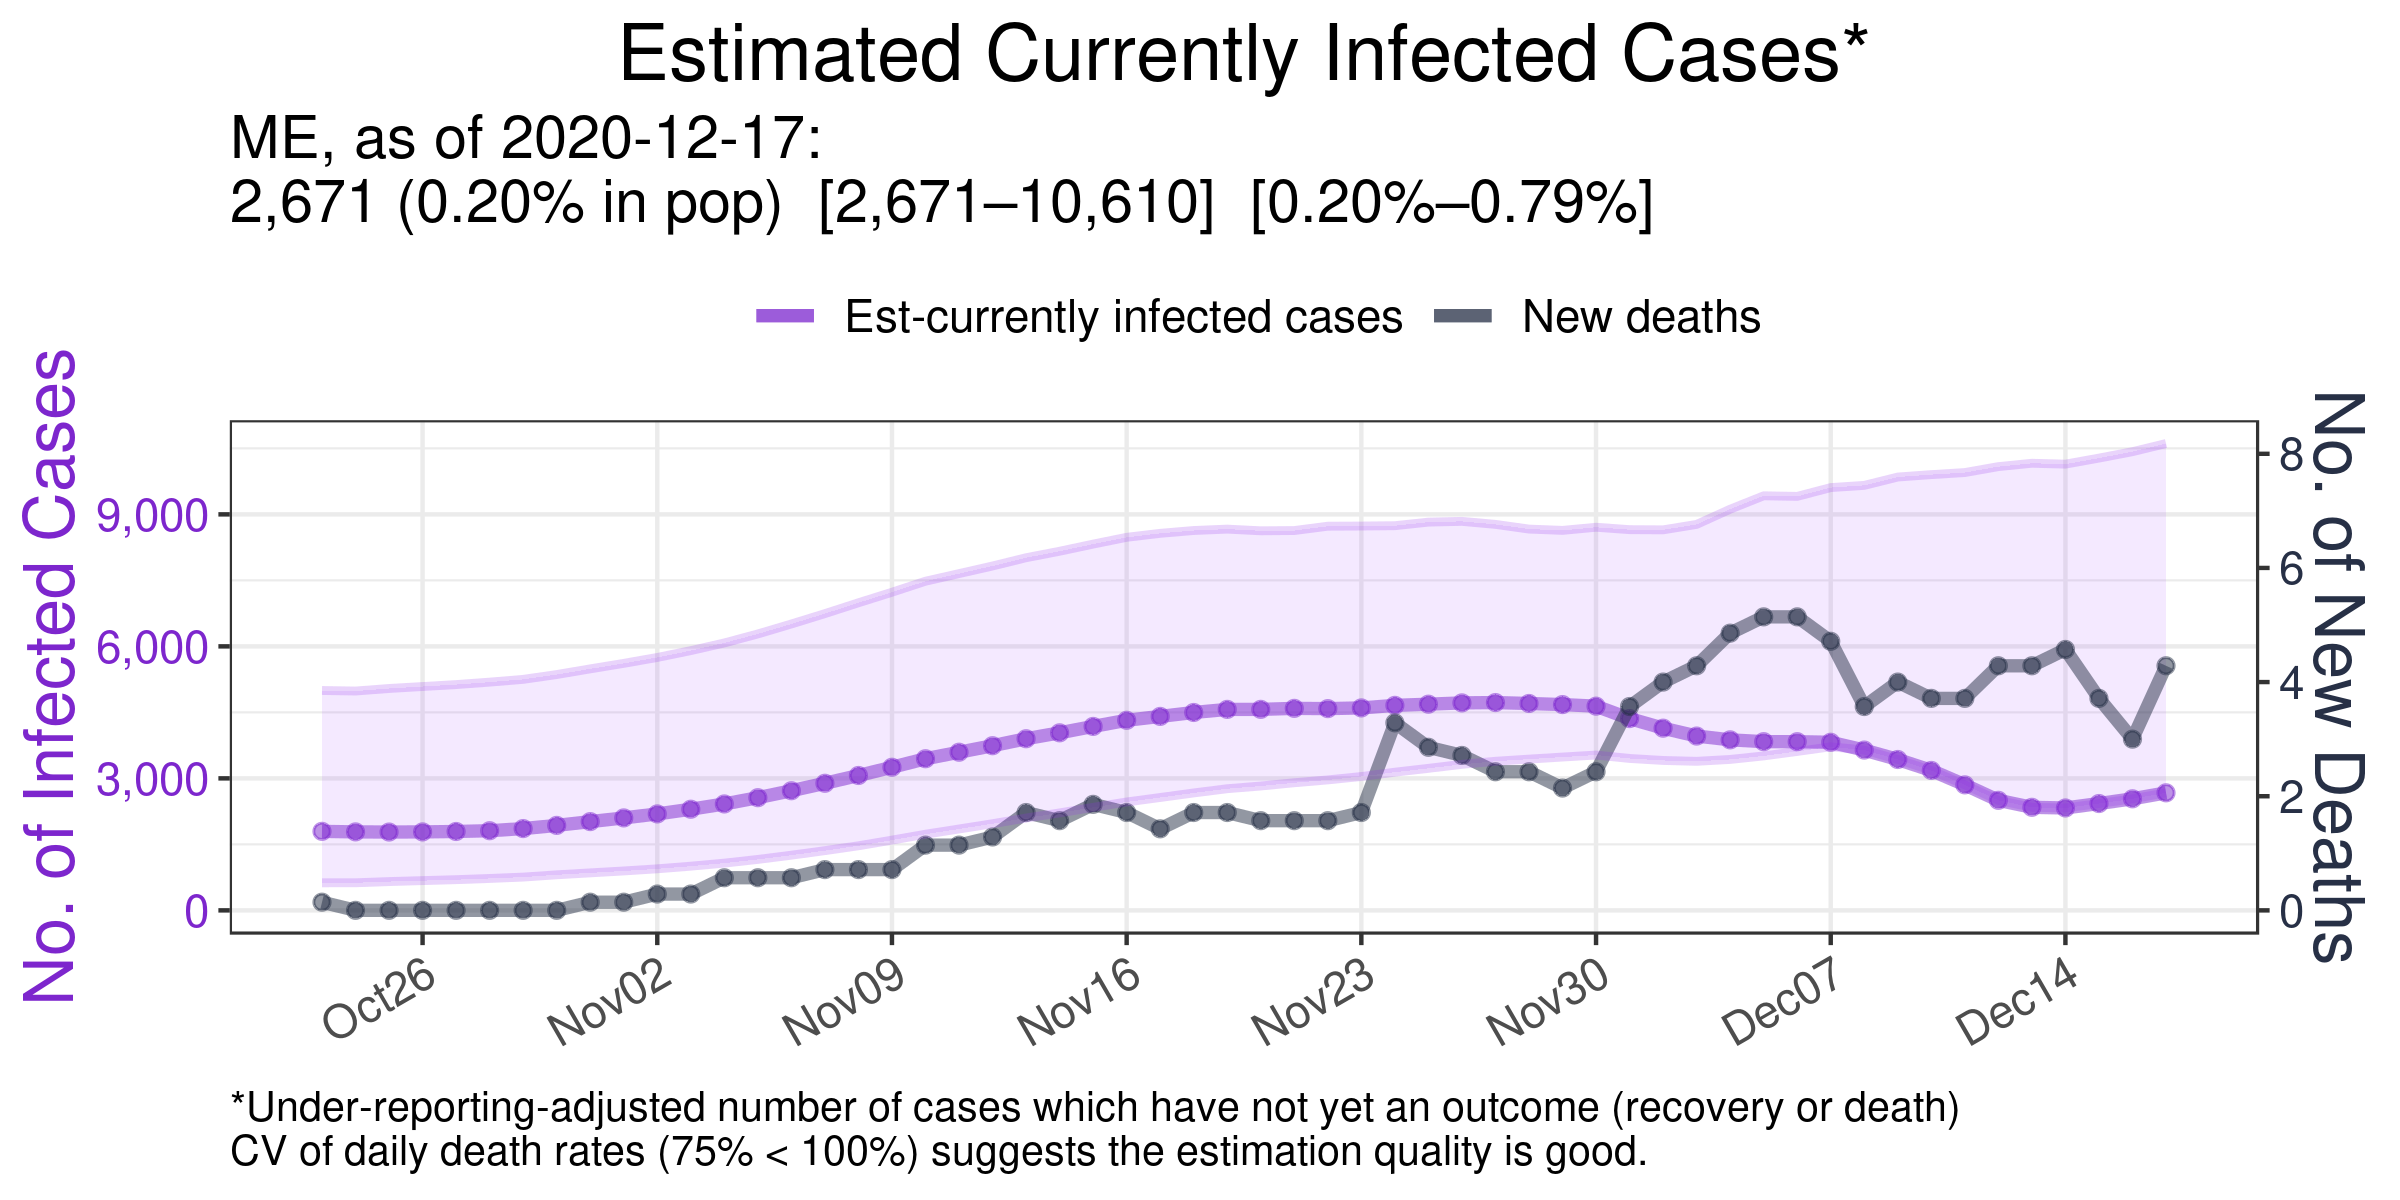 Estimated Currently Infected Cases*
ME, as of 2020-12-17:
2,671 (0.20% in pop)  [2,671–10,610]  [0.20%–0.79%]
Est-currently infected cases
New deaths
No. of Infected Cases
9,000
6,000
3,000
0
No. of New Deaths
8
6
4
2
0
Oct26
Nov02
Nov09
Nov16
Nov23
Nov30
Dec07
Dec14
*Under-reporting-adjusted number of cases which have not yet an outcome (recovery or death)
CV of daily death rates (75% < 100%) suggests the estimation quality is good.